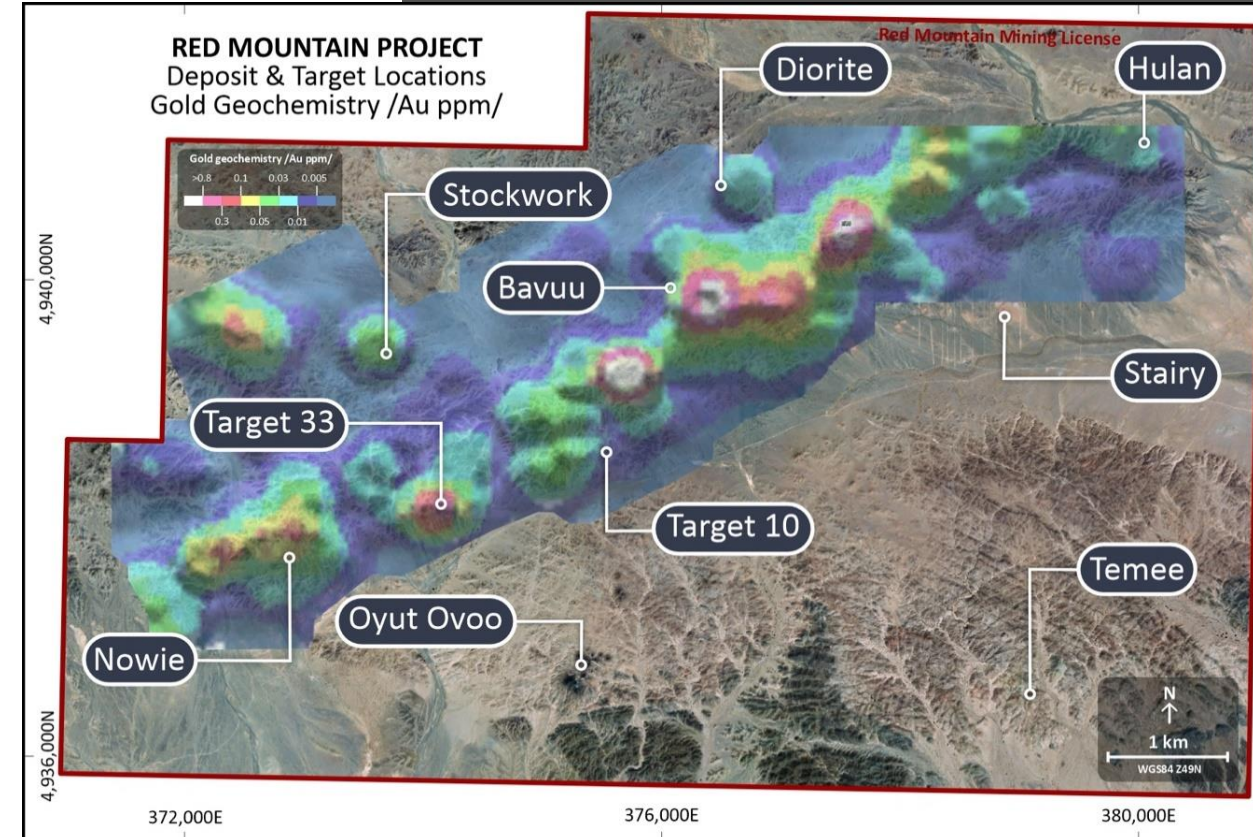 RED MOUNTAIN PROJECT
Deposit & Target Locations
Gold Geochemistry /Au ppm/
Red Mountain Mining License
Diorite
Hulan
Gold geochemistry /Au ppm/
>0.8 0.1 0.03 0.005
0.3 0.05 0.01
Stockwork
4,940,000N
Bavuu
Stairy
Target 33
Target 10
Temee
Oyut Ovoo
Nowie
N
↑
1 km
WGS84 Z49N
4,936,000N
372,000E
376,000E
380,000E